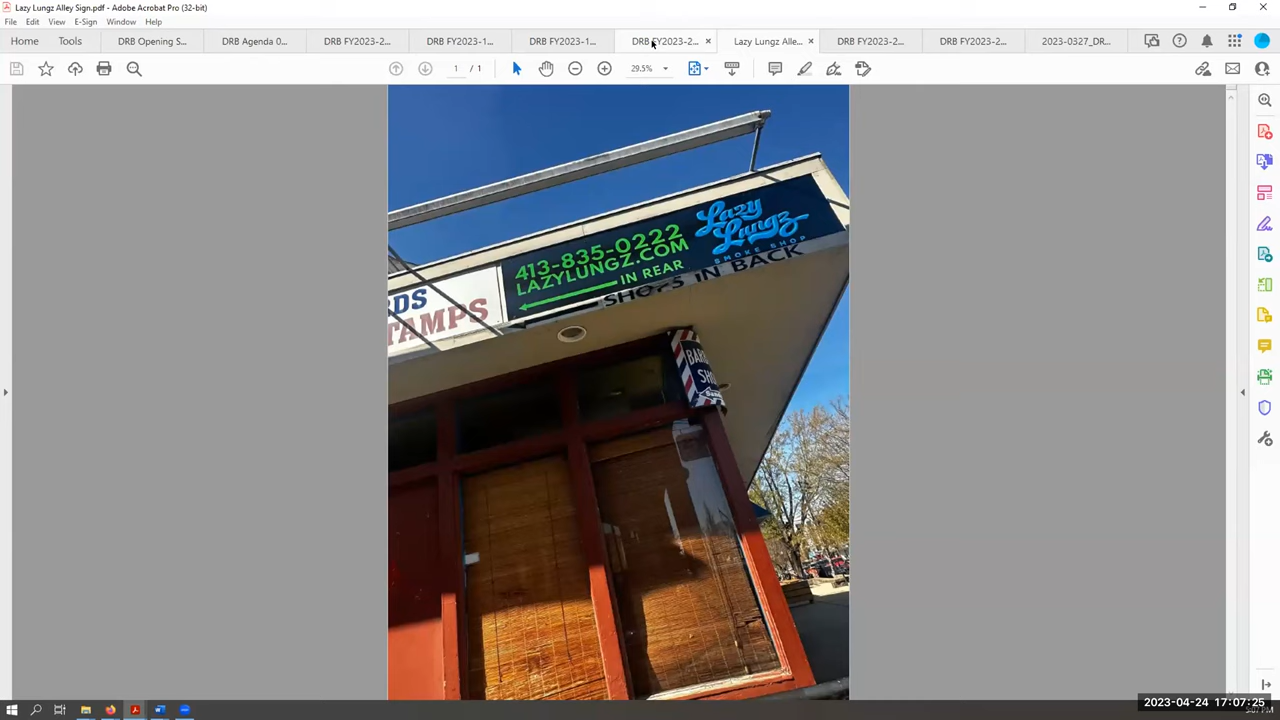 Lazy Lungz Alley Sign.pdf - Adobe Acrobat Pro (32-bit)
File Edit View E-Sign Window Help
Home Tools DRB Opening S... DRB Agenda 0... DRB FY2023-2... DRB FY2023-1... DRB FY2023-1... DRB FY2023-2... Lazy Lungz Alle... DRB FY2023-2... DRB FY2023-2... 2023-0327_DR...
1 / 1 29.5%
Lazy
Lungz
SMOKE SHOP
413-835-0222
LAZYLUNGZ.COM
IN REAR
SHOPS IN BACK
TAMPS
2023-04-24 17:07:25